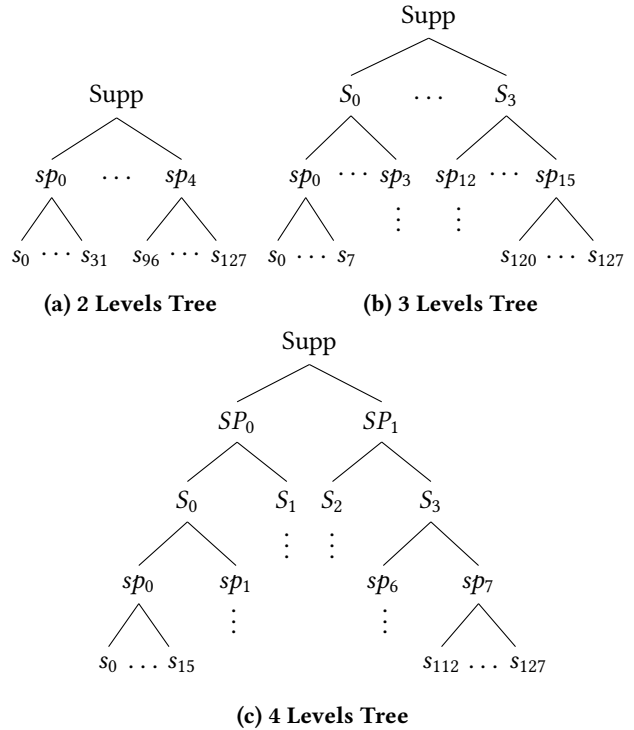 Supp
Supp
S₀ ... S₃
sp₀ ... sp₄
sp₀ ... sp₃ sp₁₂ ... sp₁₅
s₀ ... s₃₁ s₉₆ ... s₁₂₇
s₀ ... s₇ s₁₂₀ ... s₁₂₇
(a) 2 Levels Tree
(b) 3 Levels Tree
Supp
SP₀ SP₁
S₀ S₁ S₂ S₃
sp₀ sp₁ sp₆ sp₇
s₀ ... s₁₅ s₁₁₂ ... s₁₂₇
(c) 4 Levels Tree